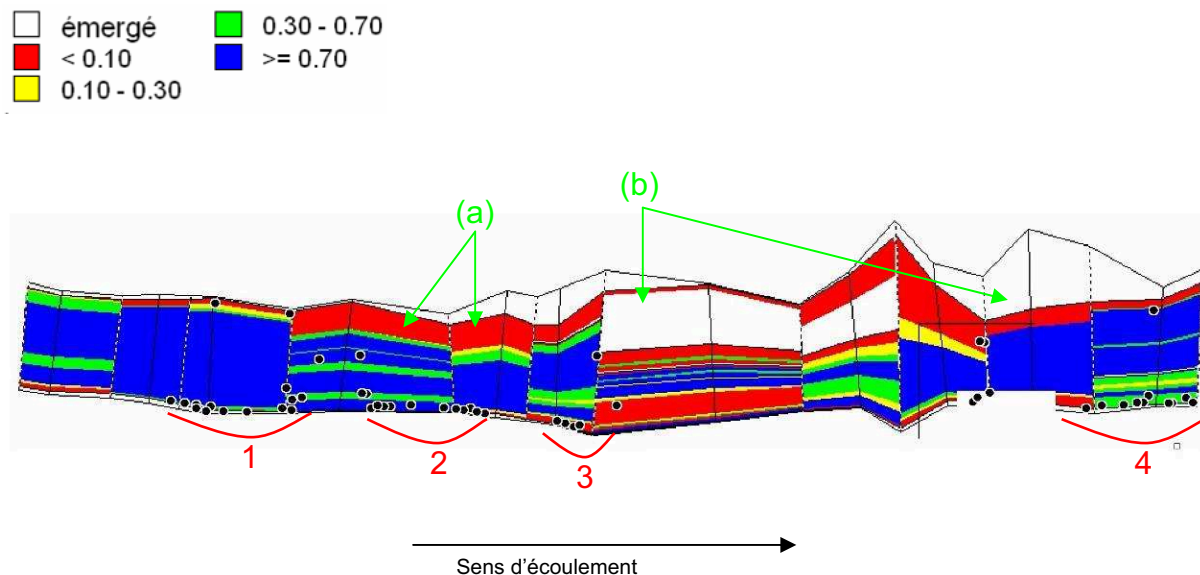 émergé
< 0.10
0.10 - 0.30
0.30 - 0.70
>= 0.70
(a)
(b)
1
2
3
4
Sens d'écoulement